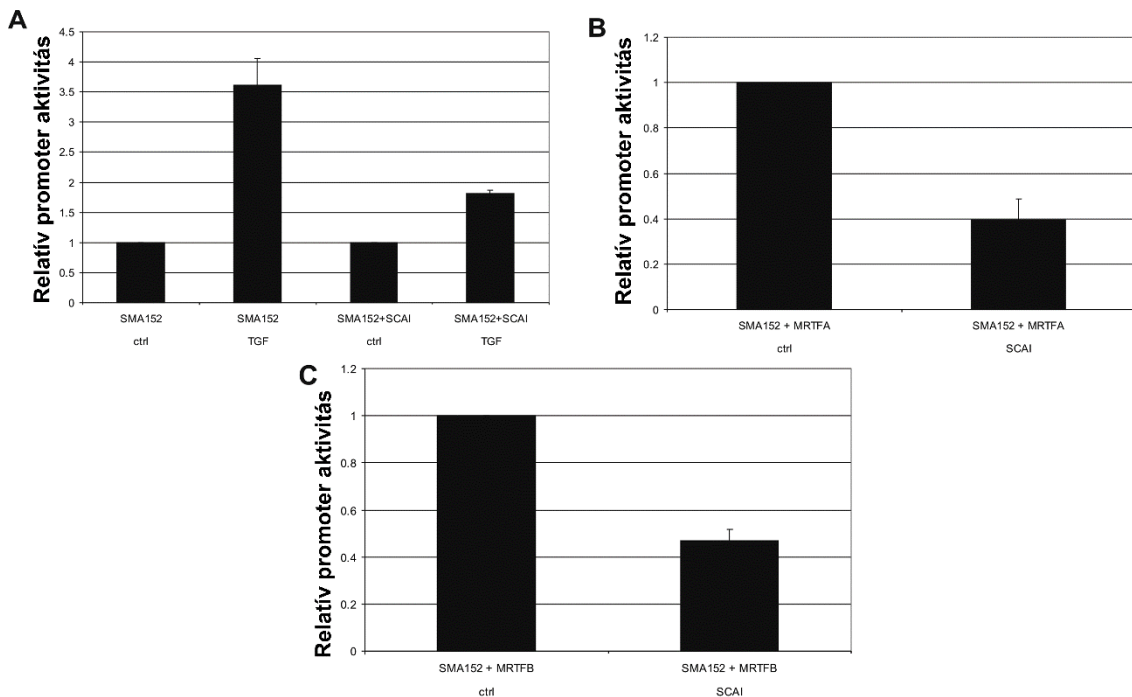 A
Relatív promoter aktivitás
4.5
4
3.5
3
2.5
2
1.5
1
0.5
0
SMA152 SMA152 SMA152+SCAI SMA152+SCAI
ctrl TGF ctrl TGF
B
Relatív promoter aktivitás
1.2
1
0.8
0.6
0.4
0.2
0
SMA152 + MRTFA SMA152 + MRTFA
ctrl SCAI
C
Relatív promoter aktivitás
1.2
1
0.8
0.6
0.4
0.2
0
SMA152 + MRTFB SMA152 + MRTFB
ctrl SCAI